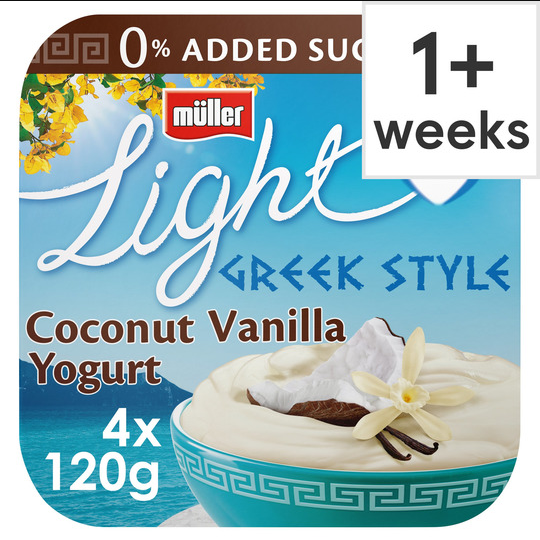 0% ADDED SUG
1+
weeks
müller
Light
GREEK STYLE
Coconut Vanilla
Yogurt
4x
120g